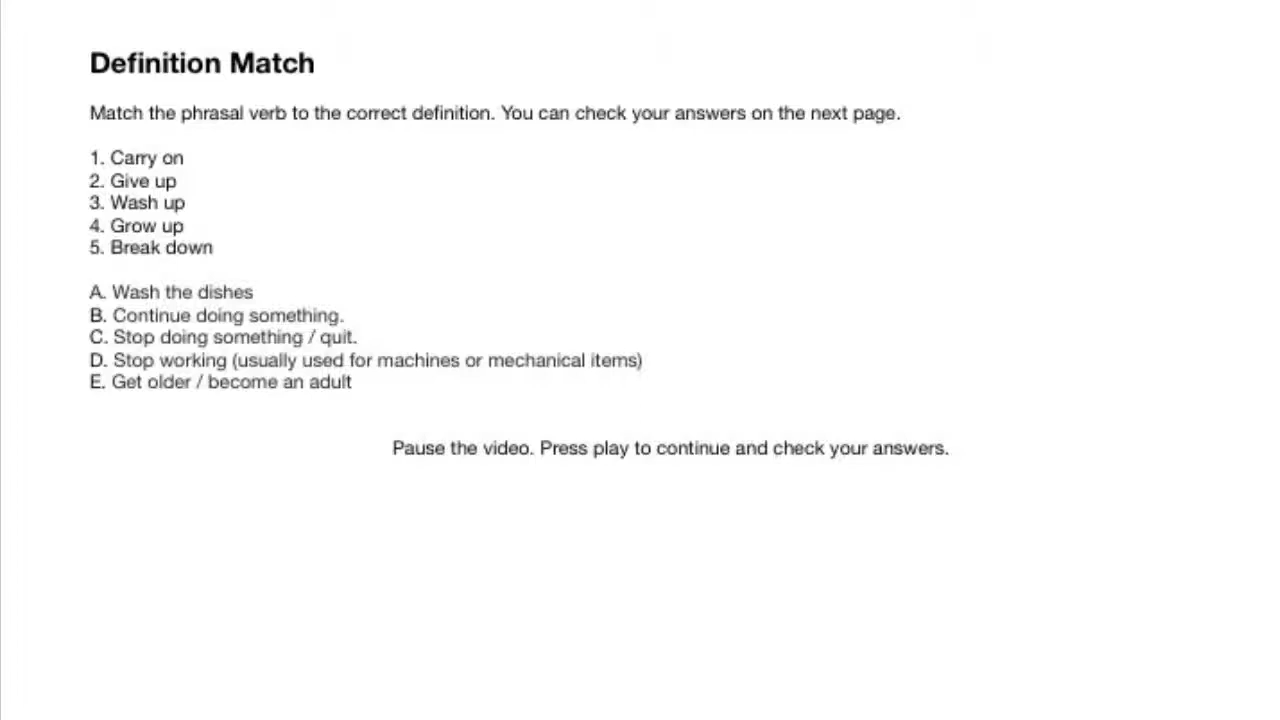 Definition Match
Match the phrasal verb to the correct definition. You can check your answers on the next page.
1. Carry on
2. Give up
3. Wash up
4. Grow up
5. Break down
A. Wash the dishes
B. Continue doing something.
C. Stop doing something / quit.
D. Stop working (usually used for machines or mechanical items)
E. Get older / become an adult
Pause the video. Press play to continue and check your answers.